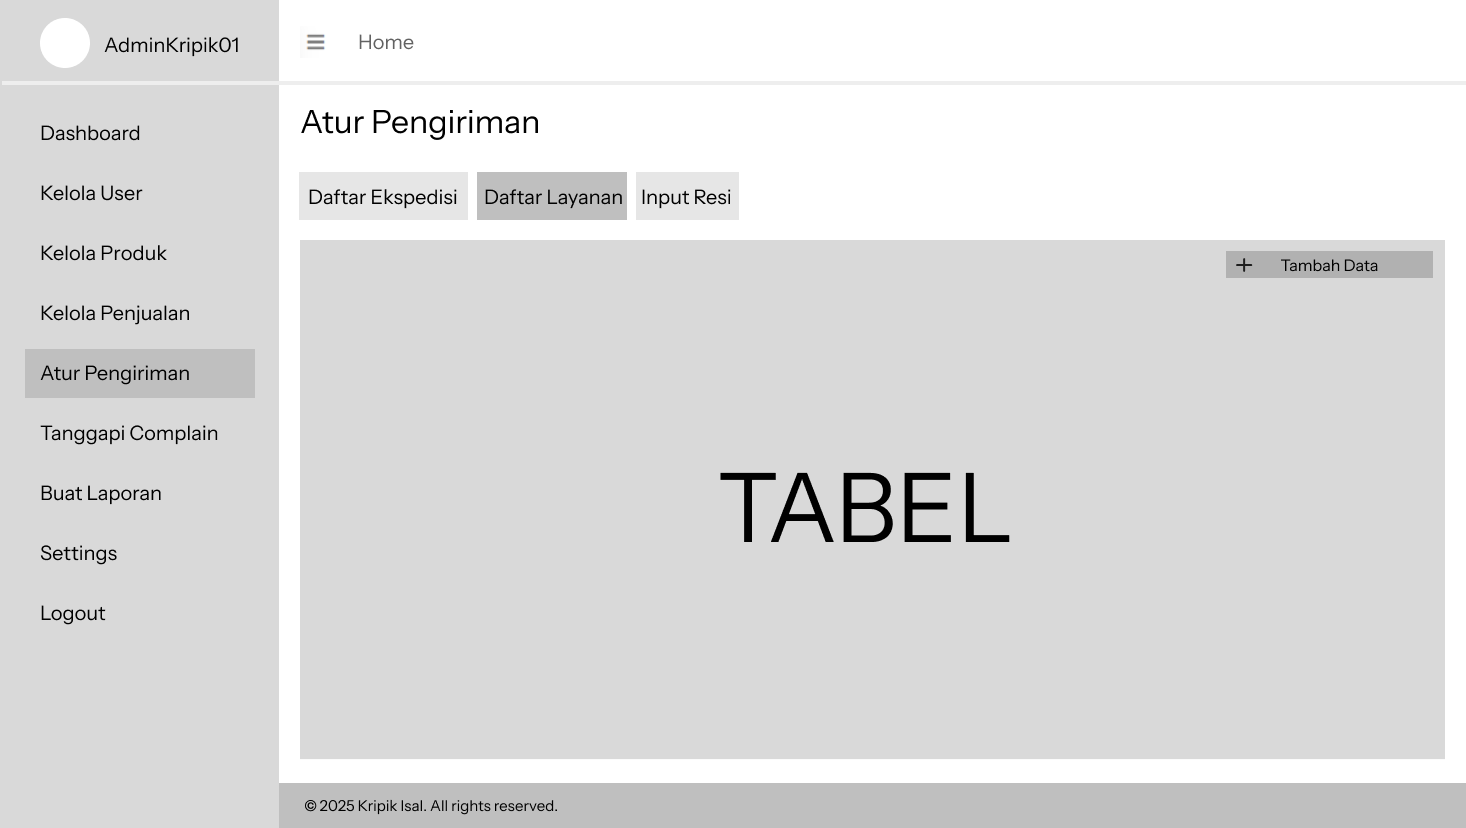 AdminKripik01
Home
Dashboard
Kelola User
Kelola Produk
Kelola Penjualan
Atur Pengiriman
Tanggapi Complain
Buat Laporan
Settings
Logout
Atur Pengiriman
Daftar Ekspedisi
Daftar Layanan
Input Resi
Tambah Data
TABEL
© 2025 Kripik Isal. All rights reserved.